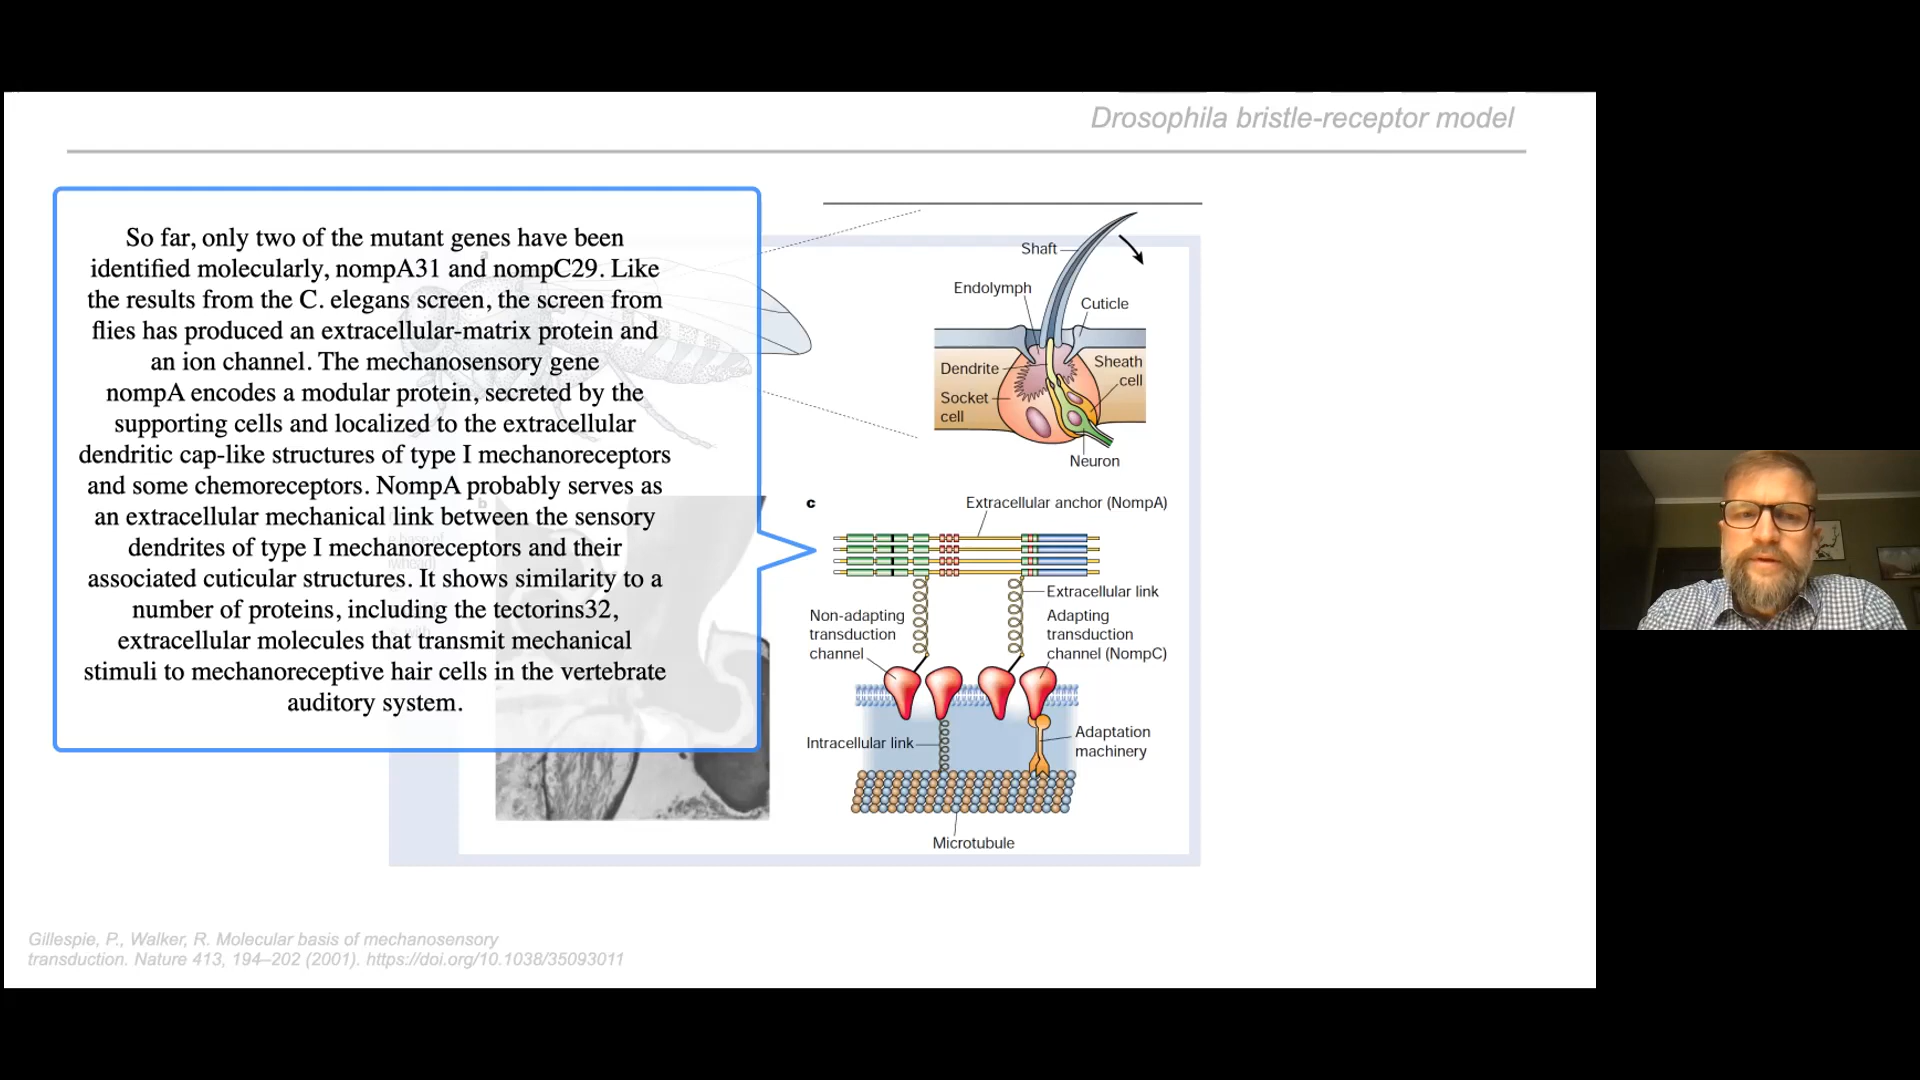 Drosophila bristle-receptor model
So far, only two of the mutant genes have been
identified molecularly, nompA31 and nompC29. Like
the results from the C. elegans screen, the screen from
flies has produced an extracellular-matrix protein and
an ion channel. The mechanosensory gene
nompA encodes a modular protein, secreted by the
supporting cells and localized to the extracellular
dendritic cap-like structures of type I mechanoreceptors
and some chemoreceptors. NompA probably serves as
an extracellular mechanical link between the sensory
dendrites of type I mechanoreceptors and their
associated cuticular structures. It shows similarity to a
number of proteins, including the tectorins32,
extracellular molecules that transmit mechanical
stimuli to mechanoreceptive hair cells in the vertebrate
auditory system.
Shaft
Endolymph
Cuticle
Dendrite
Sheath
cell
Socket
cell
Neuron
c
Extracellular anchor (NompA)
Extracellular link
Non-adapting
transduction
channel
Adapting
transduction
channel (NompC)
Intracellular link
Adaptation
machinery
Microtubule
Gillespie, P., Walker, R. Molecular basis of mechanosensory
transduction. Nature 413, 194–202 (2001). https://doi.org/10.1038/35093011